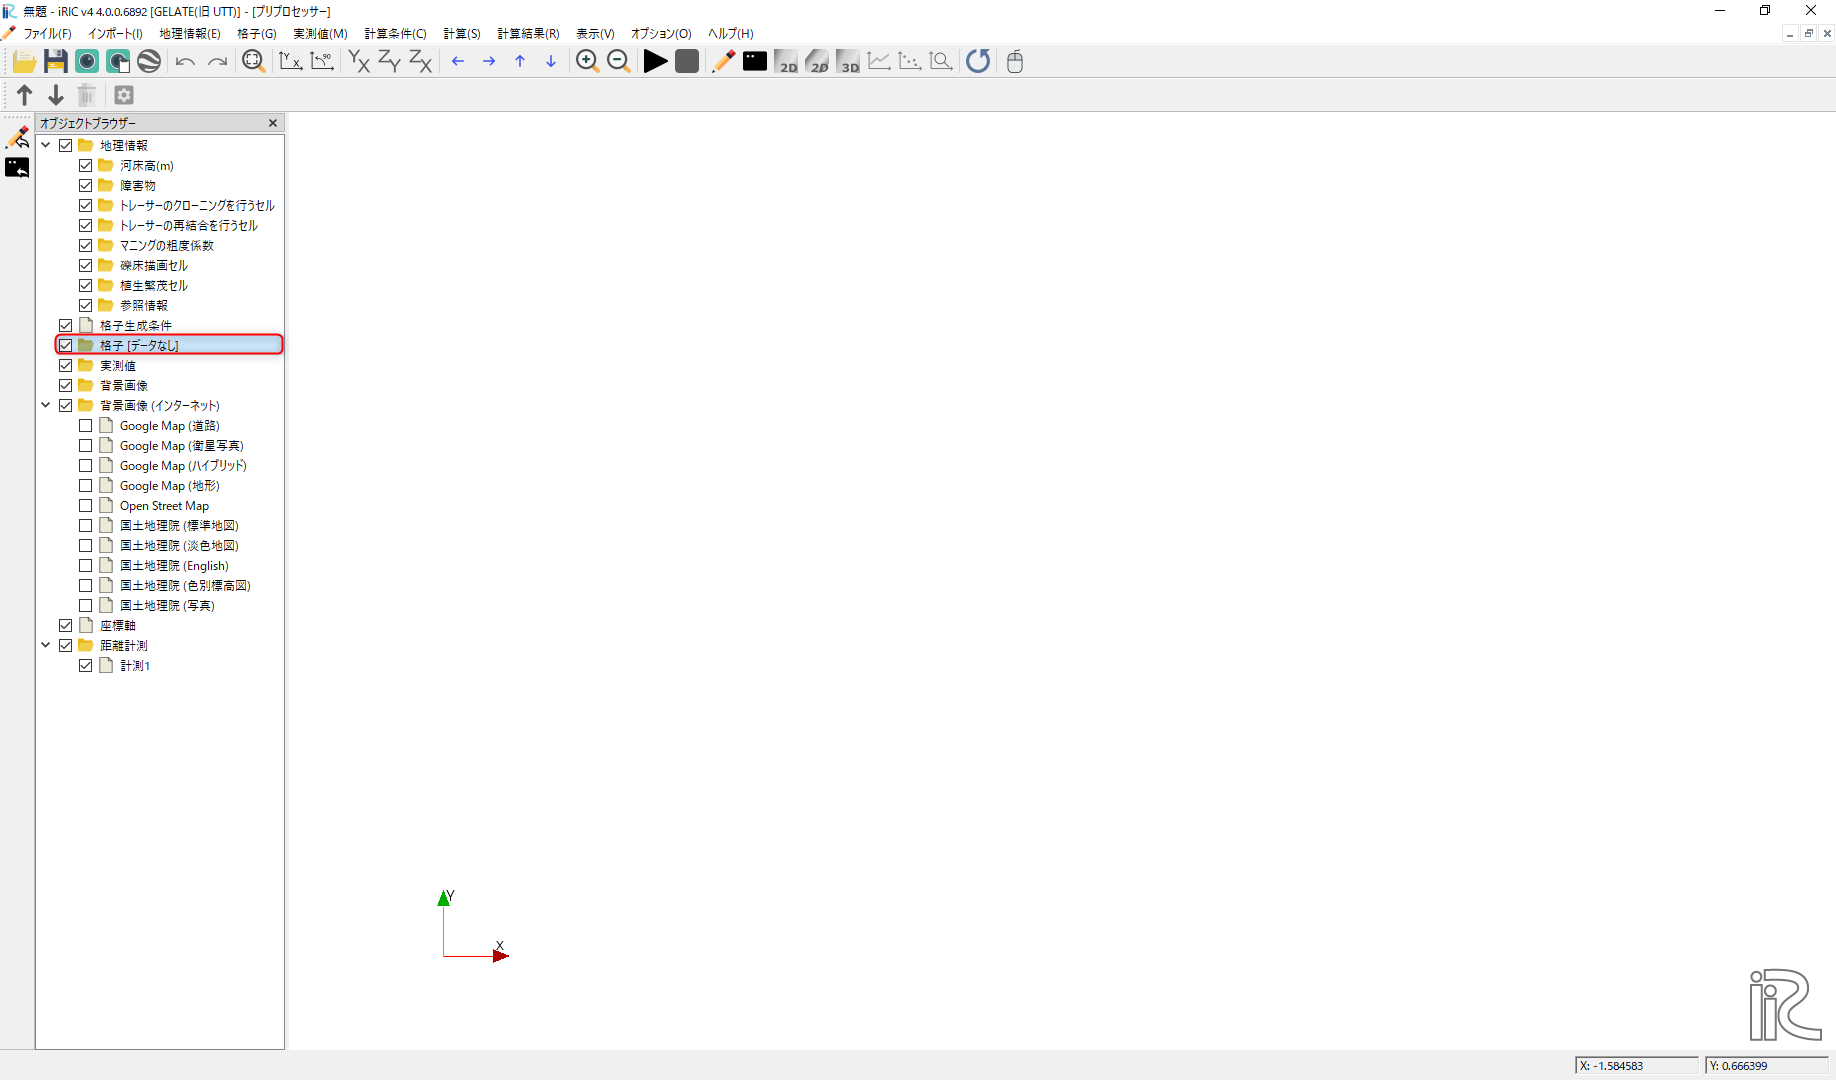 無題 - iRIC v4 4.0.0.6892 [GELATE(旧 UTT)] - [プリプロセッサー]
ファイル(F) インポート(I) 地理情報(E) 格子(G) 実測値(M) 計算条件(C) 計算(S) 計算結果(R) 表示(V) オプション(O) ヘルプ(H)
2D 2D 3D
オブジェクトブラウザー
地理情報
河床高(m)
障害物
トレーサーのクローニングを行うセル
トレーサーの再結合を行うセル
マニングの粗度係数
礫床描画セル
植生繁茂セル
参照情報
格子生成条件
格子 [データなし]
実測値
背景画像
背景画像 (インターネット)
Google Map (道路)
Google Map (衛星写真)
Google Map (ハイブリッド)
Google Map (地形)
Open Street Map
国土地理院 (標準地図)
国土地理院 (淡色地図)
国土地理院 (English)
国土地理院 (色別標高図)
国土地理院 (写真)
座標軸
距離計測
計測1
Y
X
iRIC
X: -1.584583
Y: 0.666399